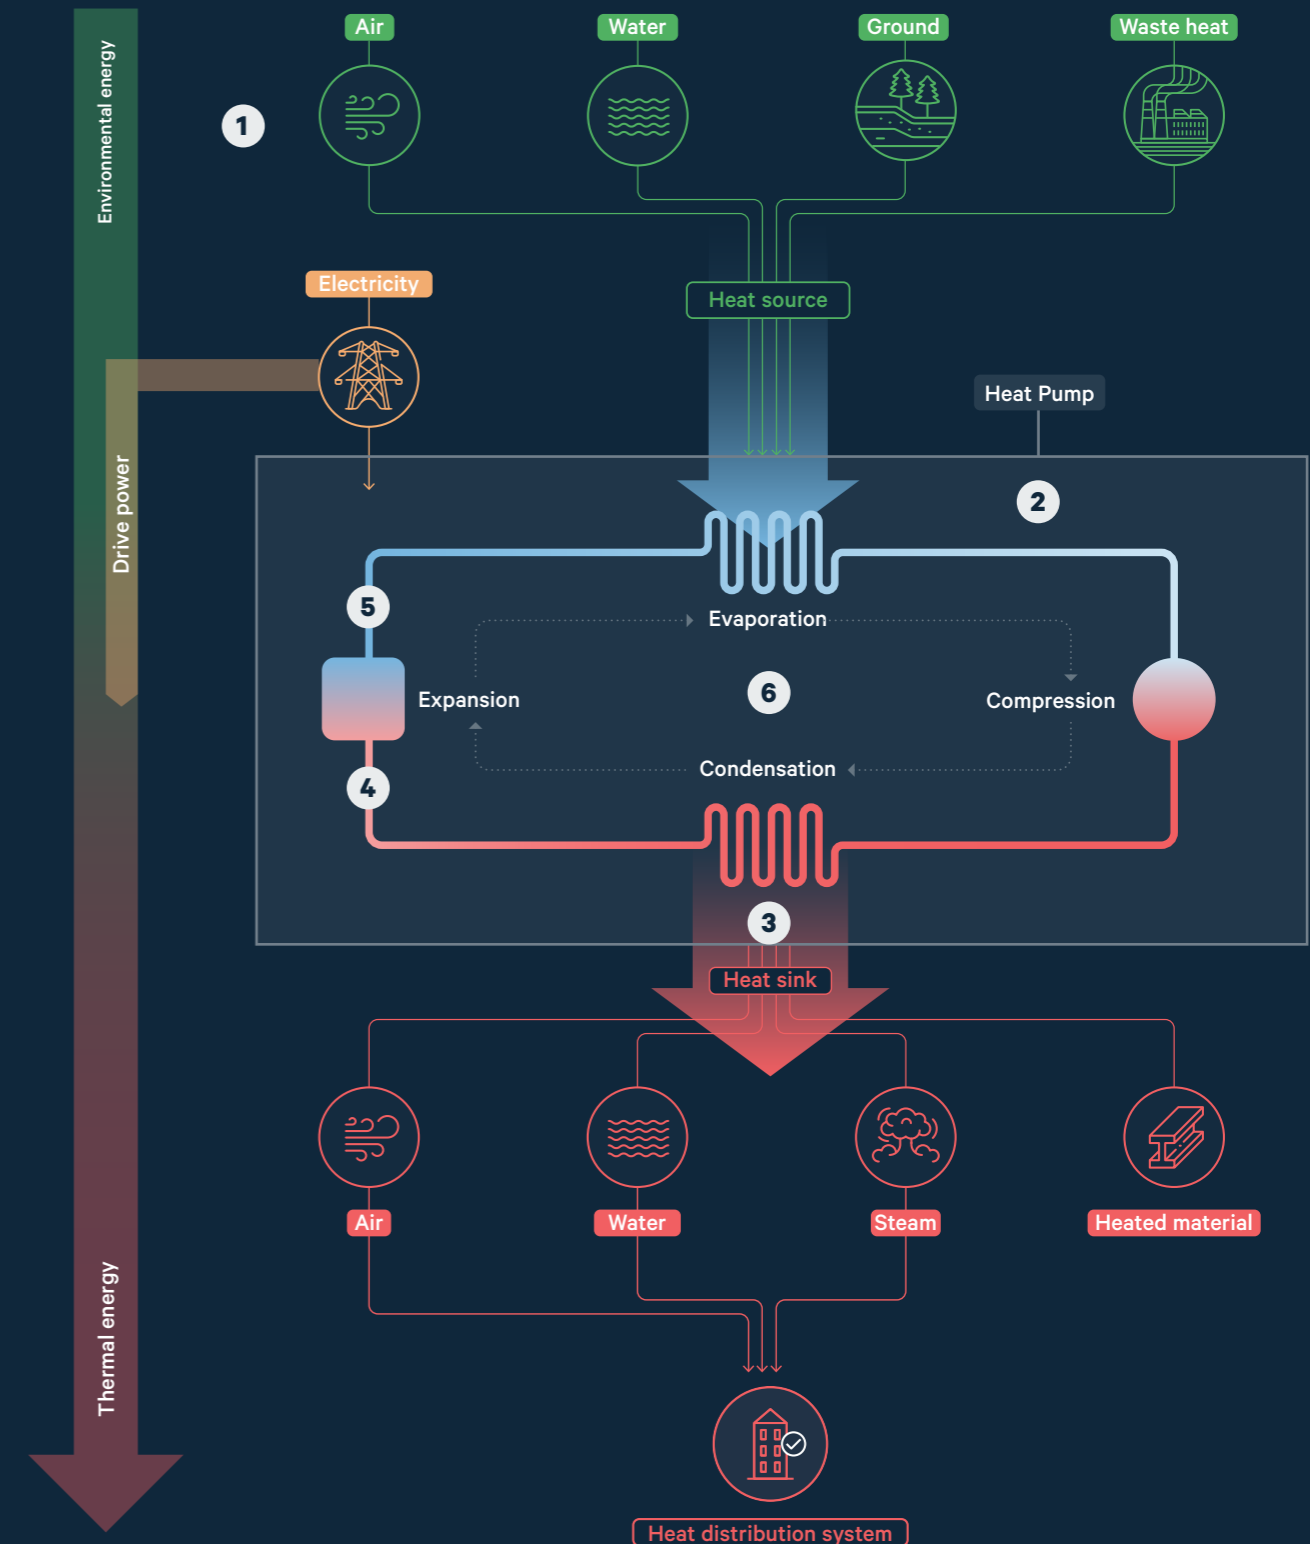 Air
Water
Ground
Waste heat
Environmental energy
1
Electricity
Heat source
Heat Pump
Drive power
2
5
Evaporation
Expansion
6
Compression
4
Condensation
3
Heat sink
Air
Water
Steam
Heated material
Thermal energy
Heat distribution system